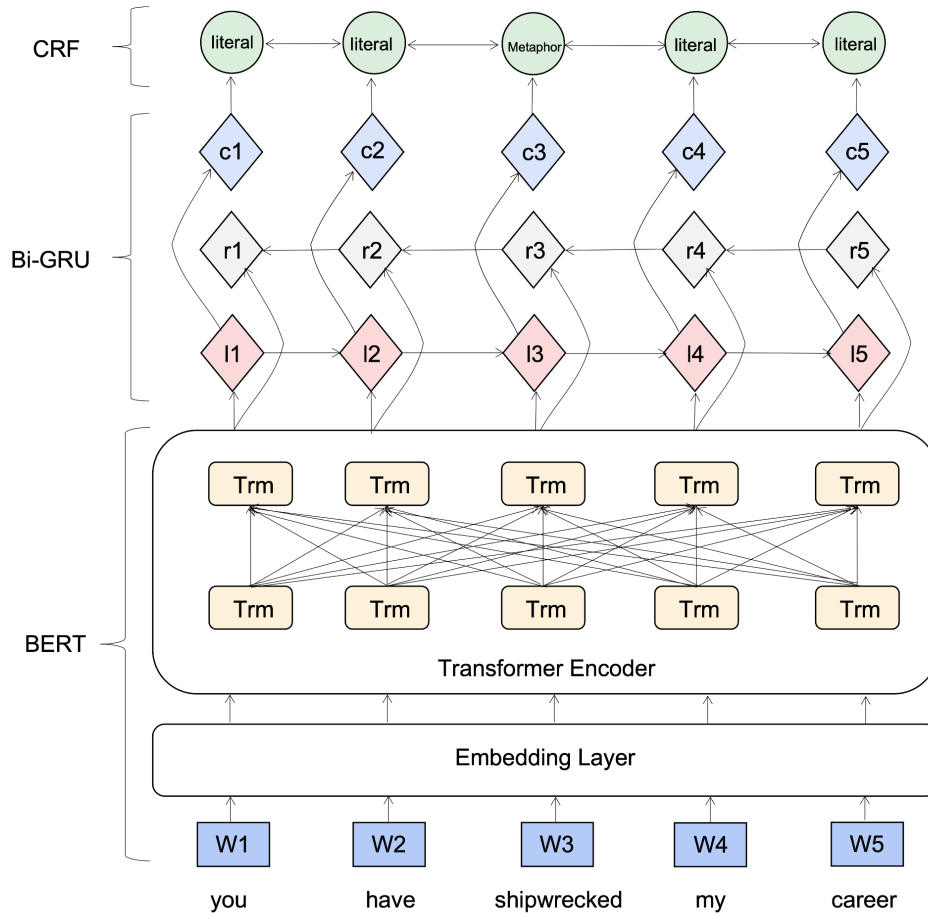 CRF
literal literal Metaphor literal literal
c1 c2 c3 c4 c5
Bi-GRU
r1 r2 r3 r4 r5
l1 l2 l3 l4 l5
BERT
Trm Trm Trm Trm Trm
Trm Trm Trm Trm Trm
Transformer Encoder
Embedding Layer
W1 W2 W3 W4 W5
you have shipwrecked my career